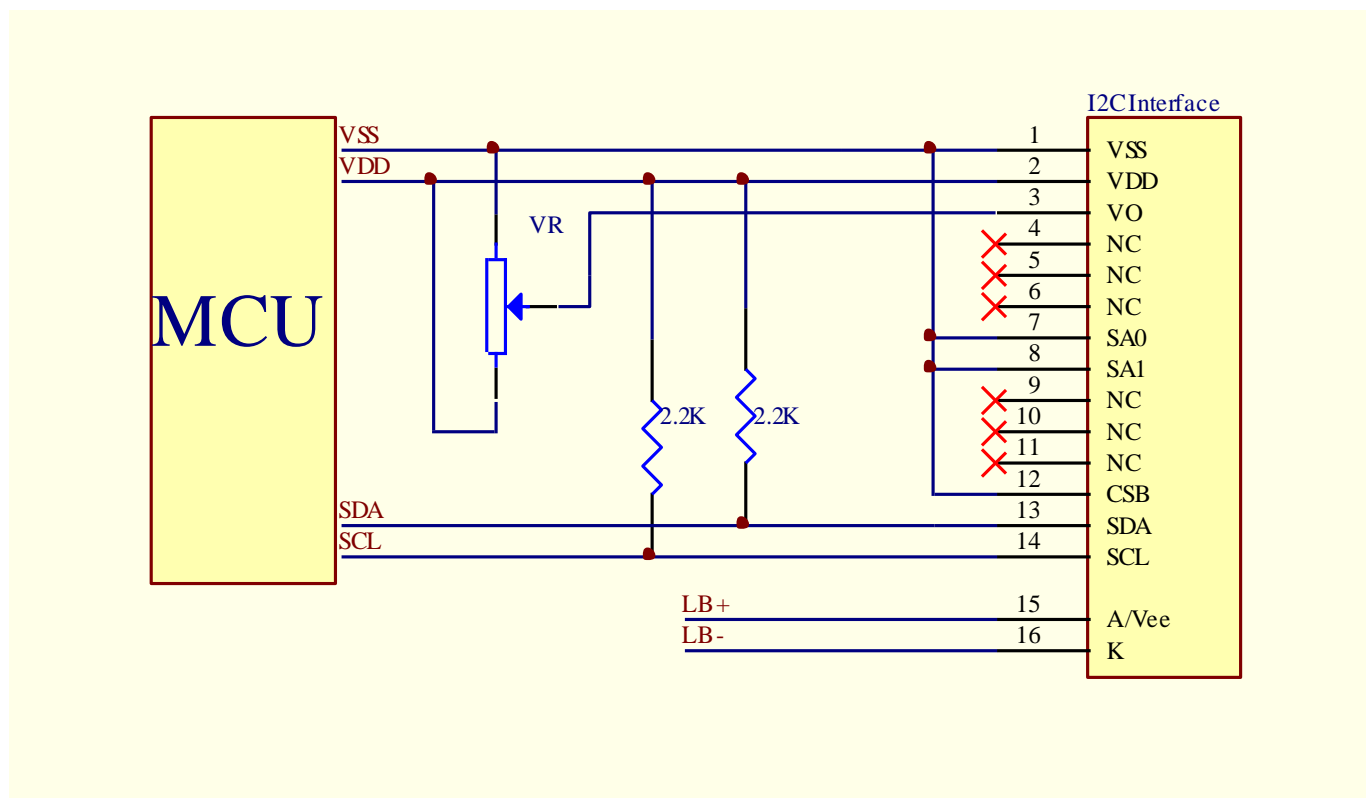 I2CInterface
MCU
VSS
VDD
VR
2.2K
2.2K
SDA
SCL
LB+
LB-
1 VSS
2 VDD
3 VO
4 NC
5 NC
6 NC
7 SA0
8 SA1
9 NC
10 NC
11 NC
12 CSB
13 SDA
14 SCL
15 A/Vee
16 K